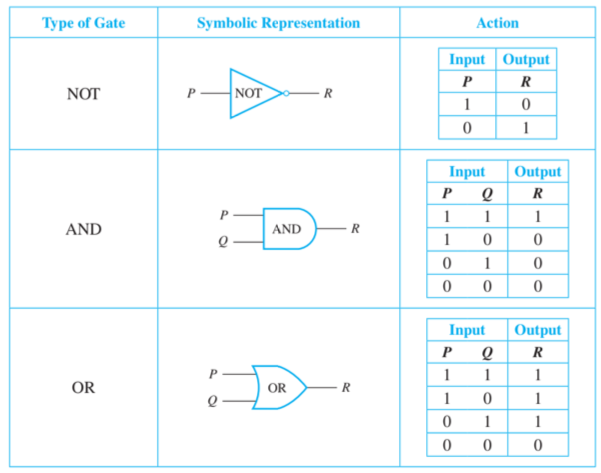 Type of Gate Symbolic Representation Action
NOT
P NOT R
Input Output
P R
1 0
0 1
AND
P
Q
AND R
Input Output
P Q R
1 1 1
1 0 0
0 1 0
0 0 0
OR
P
Q
OR R
Input Output
P Q R
1 1 1
1 0 1
0 1 1
0 0 0